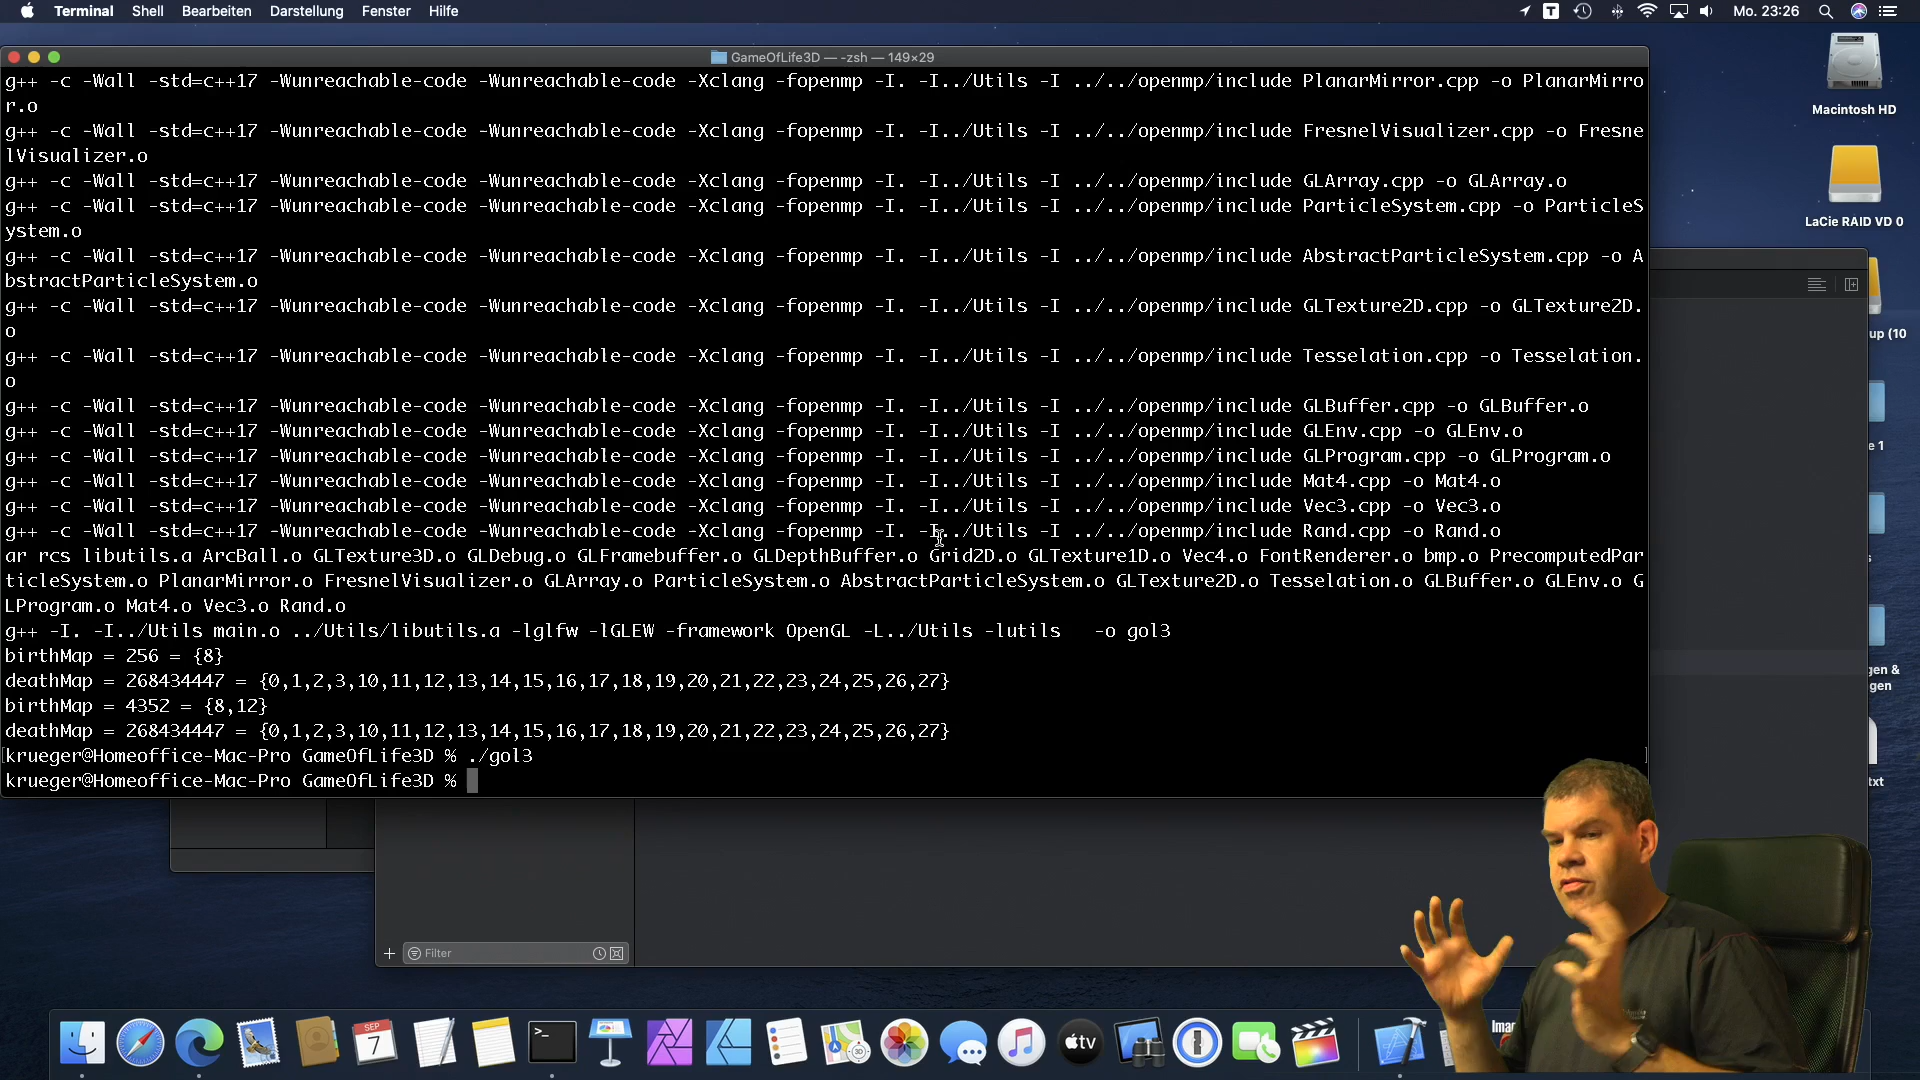 Terminal Shell Bearbeiten Darstellung Fenster Hilfe
T Mo. 23:26
GameOfLife3D — -zsh — 149×29
g++ -c -Wall -std=c++17 -Wunreachable-code -Wunreachable-code -Xclang -fopenmp -I. -I../Utils -I ../../openmp/include PlanarMirror.cpp -o PlanarMirro
r.o
g++ -c -Wall -std=c++17 -Wunreachable-code -Wunreachable-code -Xclang -fopenmp -I. -I../Utils -I ../../openmp/include FresnelVisualizer.cpp -o Fresne
lVisualizer.o
g++ -c -Wall -std=c++17 -Wunreachable-code -Wunreachable-code -Xclang -fopenmp -I. -I../Utils -I ../../openmp/include GLArray.cpp -o GLArray.o
g++ -c -Wall -std=c++17 -Wunreachable-code -Wunreachable-code -Xclang -fopenmp -I. -I../Utils -I ../../openmp/include ParticleSystem.cpp -o ParticleS
ystem.o
g++ -c -Wall -std=c++17 -Wunreachable-code -Wunreachable-code -Xclang -fopenmp -I. -I../Utils -I ../../openmp/include AbstractParticleSystem.cpp -o A
bstractParticleSystem.o
g++ -c -Wall -std=c++17 -Wunreachable-code -Wunreachable-code -Xclang -fopenmp -I. -I../Utils -I ../../openmp/include GLTexture2D.cpp -o GLTexture2D.
o
g++ -c -Wall -std=c++17 -Wunreachable-code -Wunreachable-code -Xclang -fopenmp -I. -I../Utils -I ../../openmp/include Tesselation.cpp -o Tesselation.
o
g++ -c -Wall -std=c++17 -Wunreachable-code -Wunreachable-code -Xclang -fopenmp -I. -I../Utils -I ../../openmp/include GLBuffer.cpp -o GLBuffer.o
g++ -c -Wall -std=c++17 -Wunreachable-code -Wunreachable-code -Xclang -fopenmp -I. -I../Utils -I ../../openmp/include GLEnv.cpp -o GLEnv.o
g++ -c -Wall -std=c++17 -Wunreachable-code -Wunreachable-code -Xclang -fopenmp -I. -I../Utils -I ../../openmp/include GLProgram.cpp -o GLProgram.o
g++ -c -Wall -std=c++17 -Wunreachable-code -Wunreachable-code -Xclang -fopenmp -I. -I../Utils -I ../../openmp/include Mat4.cpp -o Mat4.o
g++ -c -Wall -std=c++17 -Wunreachable-code -Wunreachable-code -Xclang -fopenmp -I. -I../Utils -I ../../openmp/include Vec3.cpp -o Vec3.o
g++ -c -Wall -std=c++17 -Wunreachable-code -Wunreachable-code -Xclang -fopenmp -I. -I../Utils -I ../../openmp/include Rand.cpp -o Rand.o
ar rcs libutils.a ArcBall.o GLTexture3D.o GLDebug.o GLFramebuffer.o GLDepthBuffer.o Grid2D.o GLTexture1D.o Vec4.o FontRenderer.o bmp.o PrecomputedPar
ticleSystem.o PlanarMirror.o FresnelVisualizer.o GLArray.o ParticleSystem.o AbstractParticleSystem.o GLTexture2D.o Tesselation.o GLBuffer.o GLEnv.o G
LProgram.o Mat4.o Vec3.o Rand.o
g++ -I. -I../Utils main.o ../Utils/libutils.a -lglfw -lGLEW -framework OpenGL -L../Utils -lutils   -o gol3
birthMap = 256 = {8}
deathMap = 268434447 = {0,1,2,3,10,11,12,13,14,15,16,17,18,19,20,21,22,23,24,25,26,27}
birthMap = 4352 = {8,12}
deathMap = 268434447 = {0,1,2,3,10,11,12,13,14,15,16,17,18,19,20,21,22,23,24,25,26,27}
[krueger@Homeoffice-Mac-Pro GameOfLife3D % ./gol3 ]
krueger@Homeoffice-Mac-Pro GameOfLife3D %
Macintosh HD
LaCie RAID VD 0
up (10
e 1
s
gen &
gen
txt
Filter
SEP
7
>_
3D
tv
Imag